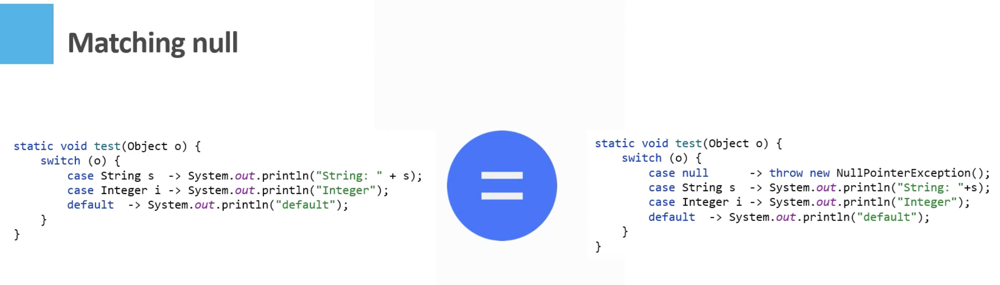 Matching null
static void test(Object o) {
    switch (o) {
        case String s  -> System.out.println("String: " + s);
        case Integer i -> System.out.println("Integer");
        default  -> System.out.println("default");
    }
}
=
static void test(Object o) {
    switch (o) {
        case null      -> throw new NullPointerException();
        case String s  -> System.out.println("String: "+s);
        case Integer i -> System.out.println("Integer");
        default  -> System.out.println("default");
    }
}